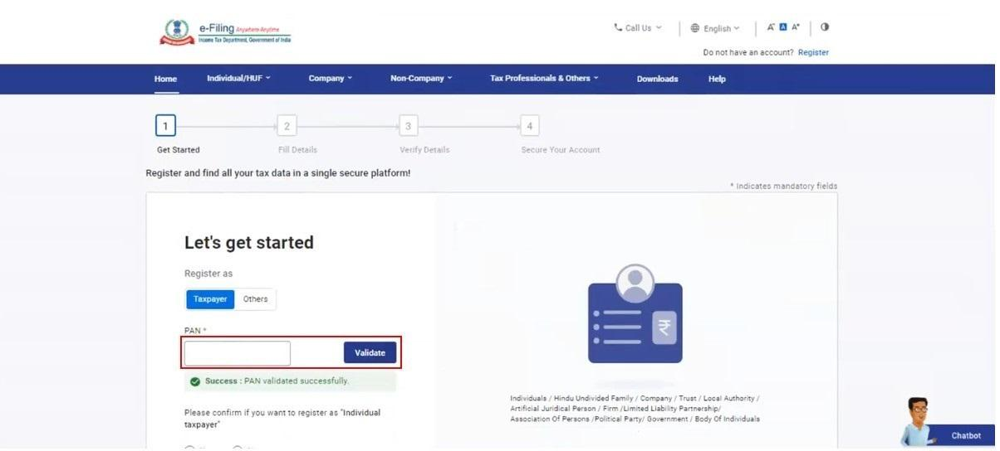 e-Filing Anywhere Anytime
Income Tax Department, Government of India
Call Us
English
A- A A+
Do not have an account? Register
Home Individual/HUF Company Non-Company Tax Professionals & Others Downloads Help
1 2 3 4
Get Started Fill Details Verify Details Secure Your Account
Register and find all your tax data in a single secure platform!
* Indicates mandatory fields
Let's get started
Register as
Taxpayer Others
PAN *
Validate
Success : PAN validated successfully.
Please confirm if you want to register as "Individual
taxpayer"
₹
Individuals / Hindu Undivided Family / Company / Trust / Local Authority /
Artificial Juridical Person / Firm /Limited Liability Partnership/
Association Of Persons /Political Party/ Government / Body Of Individuals
Chatbot